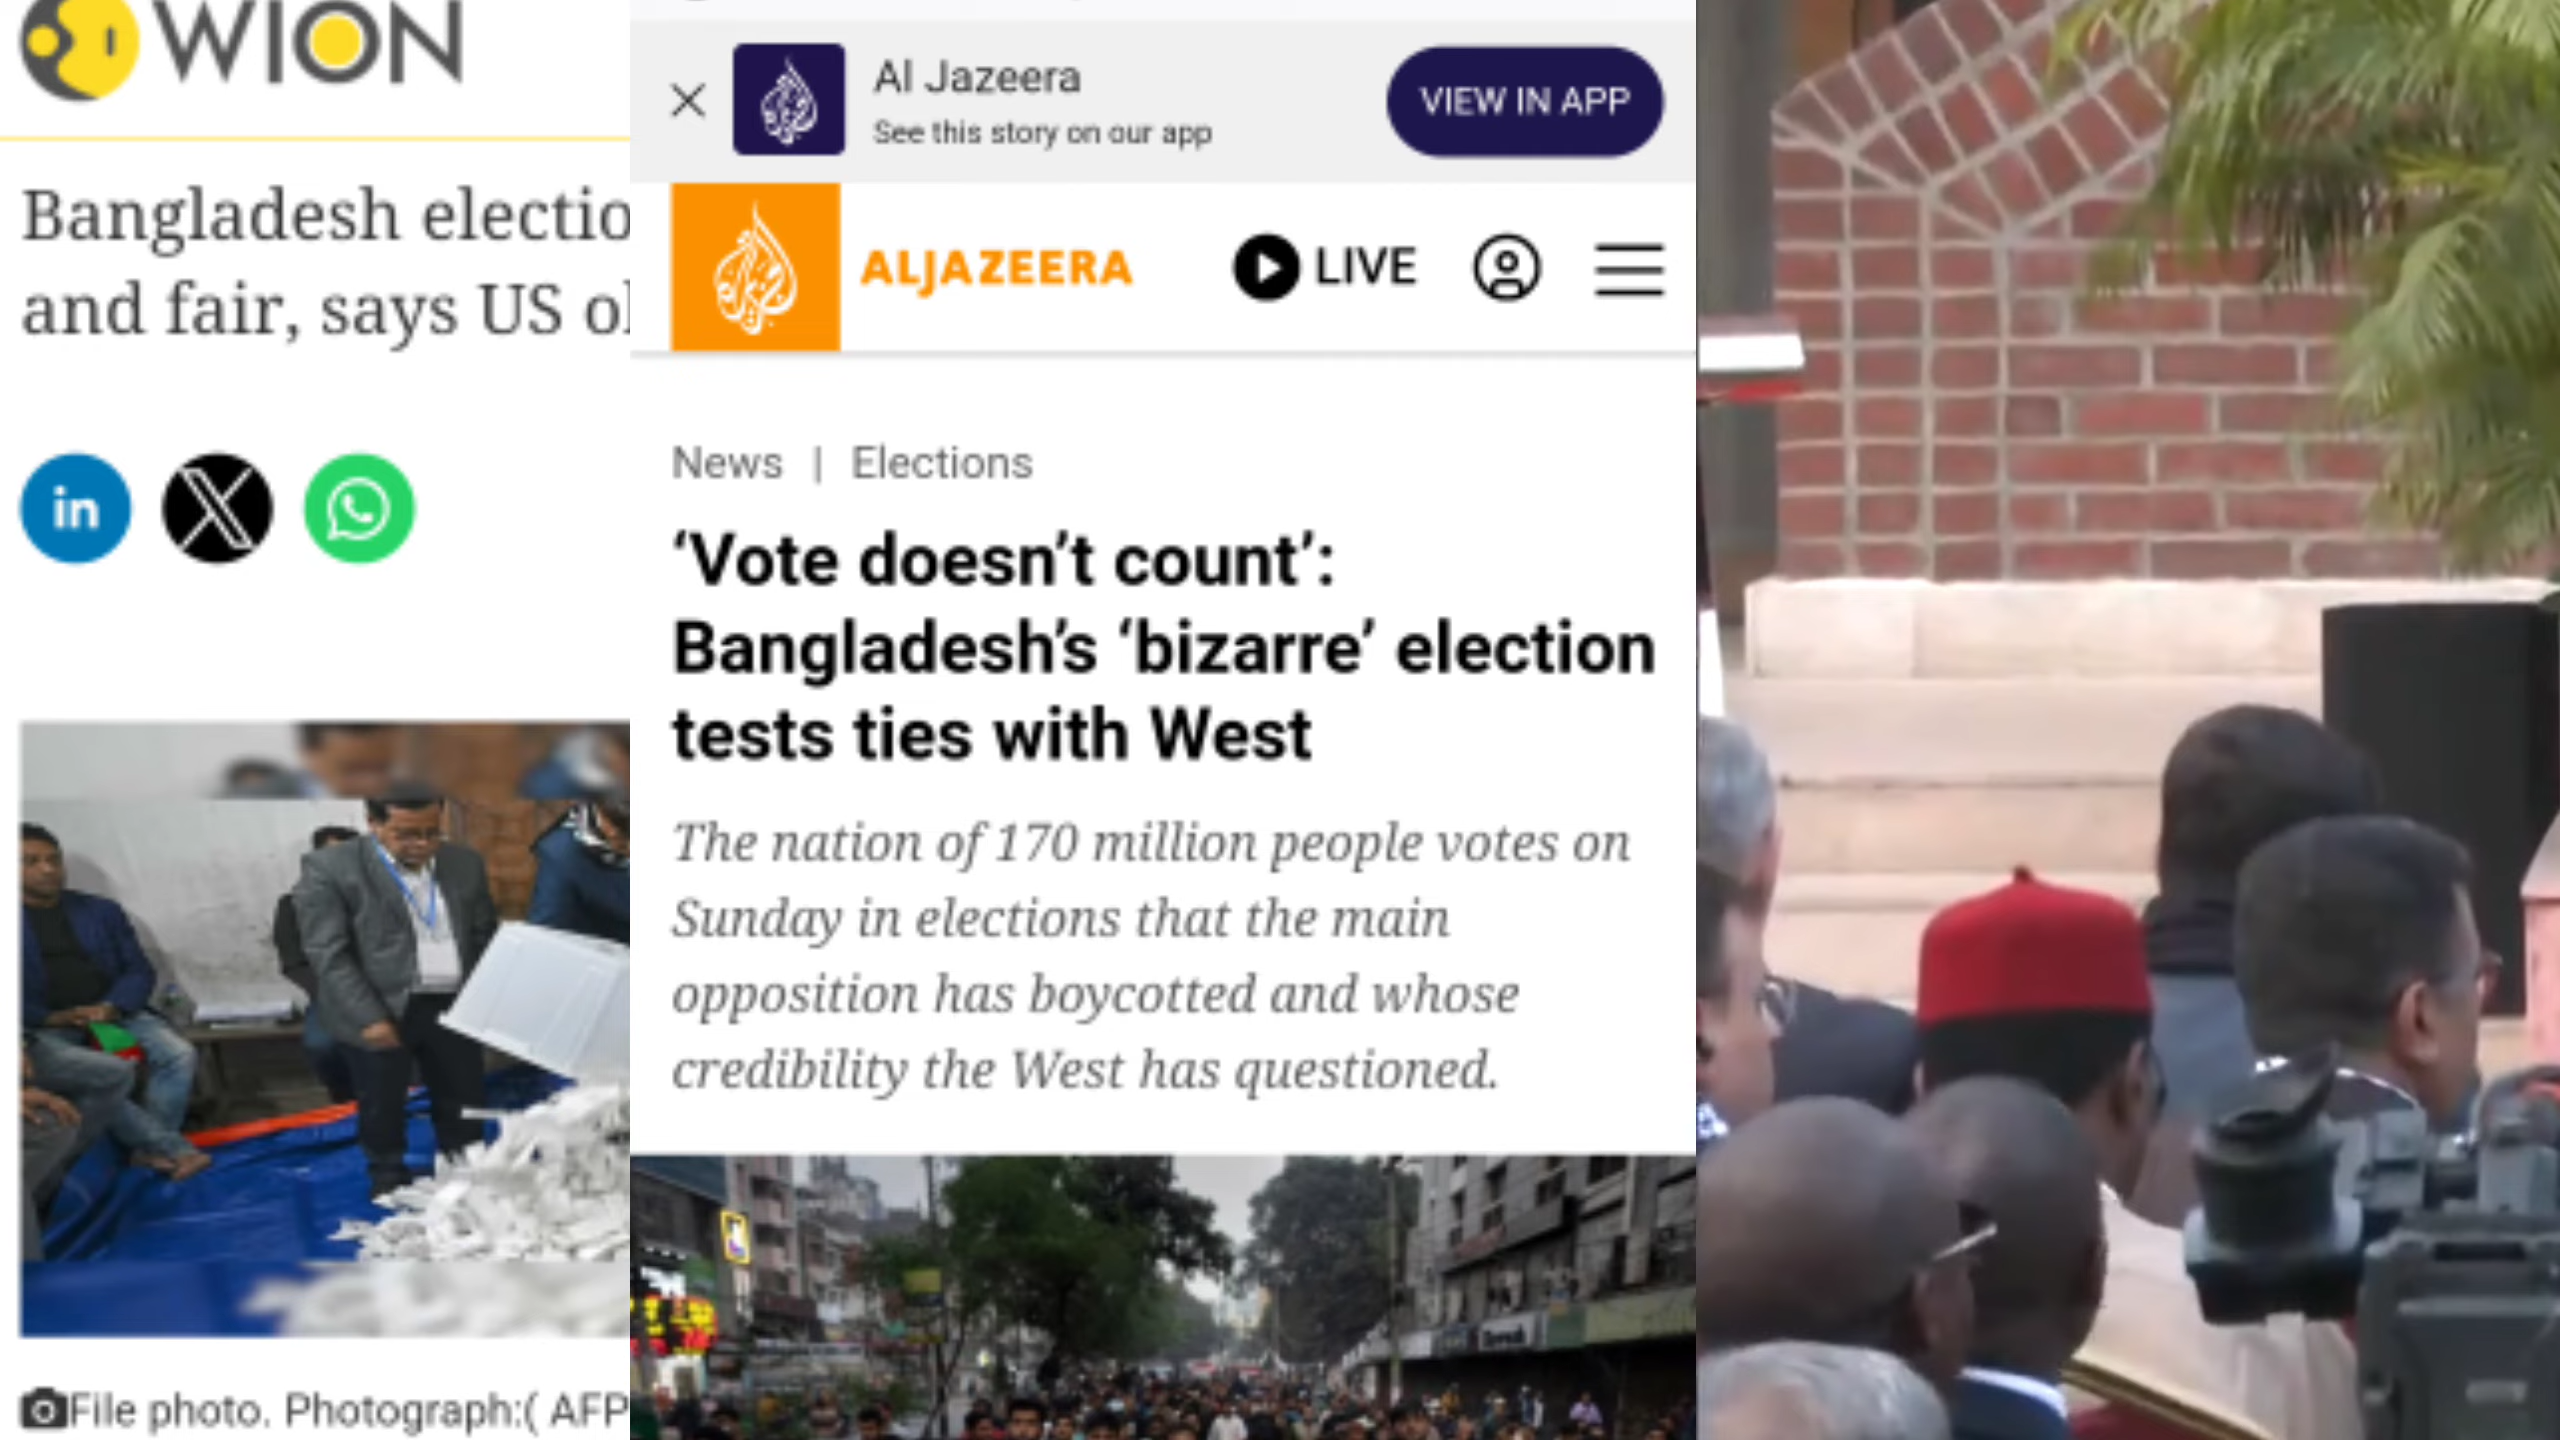 WION
Bangladesh electio
and fair, says US
in
File photo. Photograph:( AFP
Al Jazeera
See this story on our app
VIEW IN APP
ALJAZEERA
LIVE
News | Elections
‘Vote doesn’t count’:
Bangladesh’s ‘bizarre’ election
tests ties with West
The nation of 170 million people votes on
Sunday in elections that the main
opposition has boycotted and whose
credibility the West has questioned.